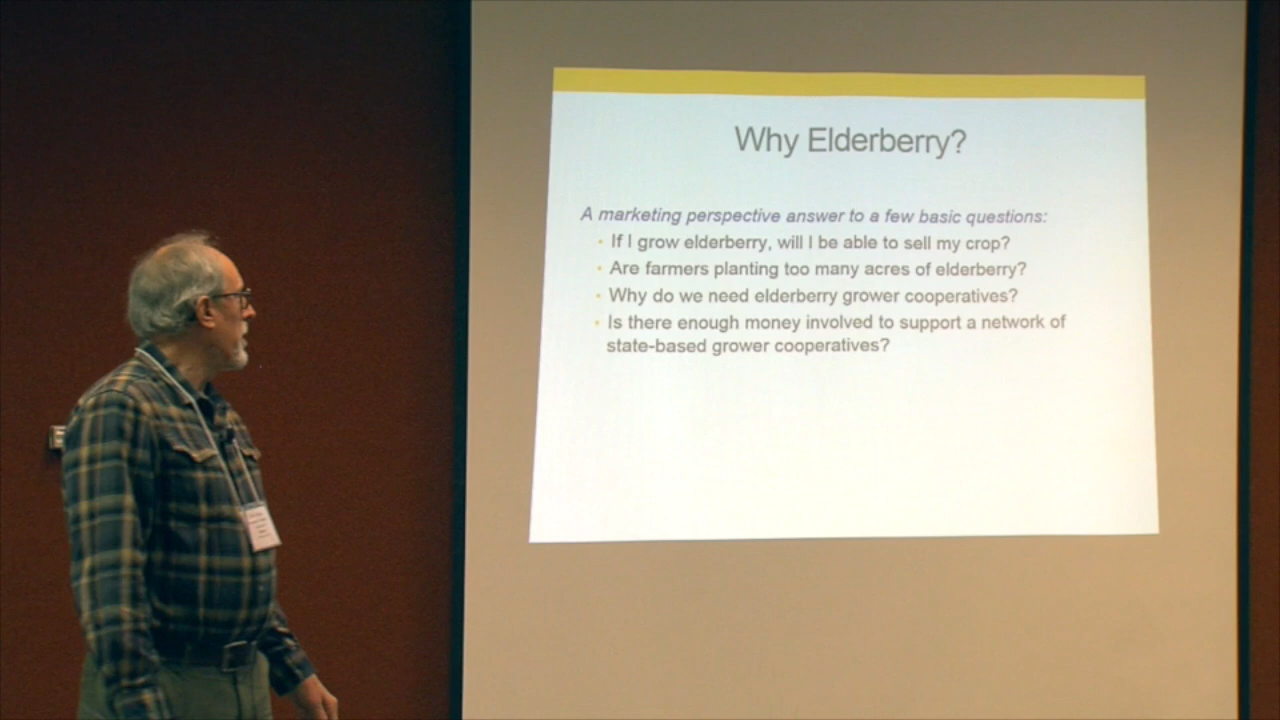 Why Elderberry?
A marketing perspective answer to a few basic questions:
• If I grow elderberry, will I be able to sell my crop?
• Are farmers planting too many acres of elderberry?
• Why do we need elderberry grower cooperatives?
• Is there enough money involved to support a network of
state-based grower cooperatives?